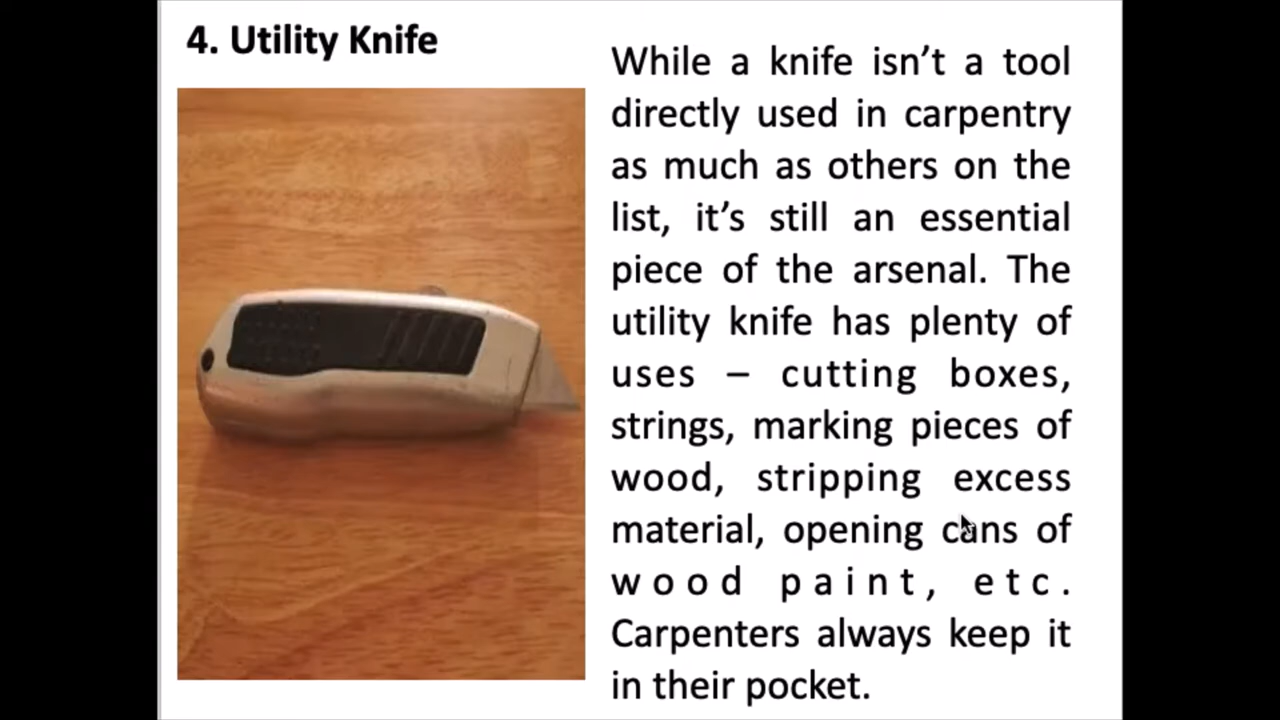 4. Utility Knife
While a knife isn’t a tool
directly used in carpentry
as much as others on the
list, it’s still an essential
piece of the arsenal. The
utility knife has plenty of
uses – cutting boxes,
strings, marking pieces of
wood, stripping excess
material, opening cans of
wood paint, etc.
Carpenters always keep it
in their pocket.